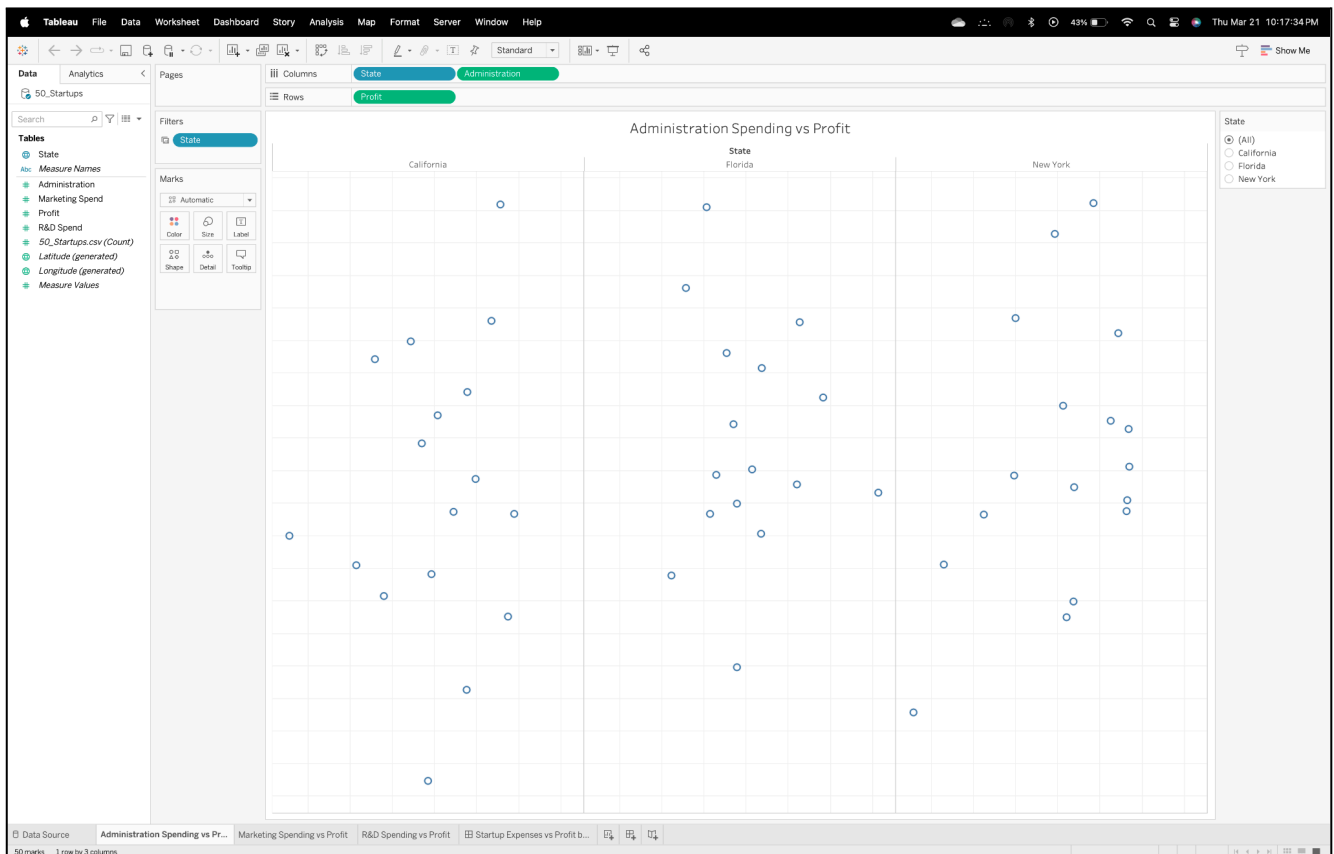 Tableau File Data Worksheet Dashboard Story Analysis Map Format Server Window Help
43% Thu Mar 21 10:17:34 PM
Standard
Show Me
Data Analytics
50_Startups
Search
Tables
State
Abc Measure Names
Administration
Marketing Spend
Profit
R&D Spend
50_Startups.csv (Count)
Latitude (generated)
Longitude (generated)
Measure Values
Pages
Filters
State
Marks
Automatic
Color Size Label
Shape Detail Tooltip
Columns State Administration
Rows Profit
Administration Spending vs Profit
State
California Florida New York
State
(All)
California
Florida
New York
Data Source Administration Spending vs Pr... Marketing Spending vs Profit R&D Spending vs Profit Startup Expenses vs Profit b...
50 marks 1 row by 3 columns